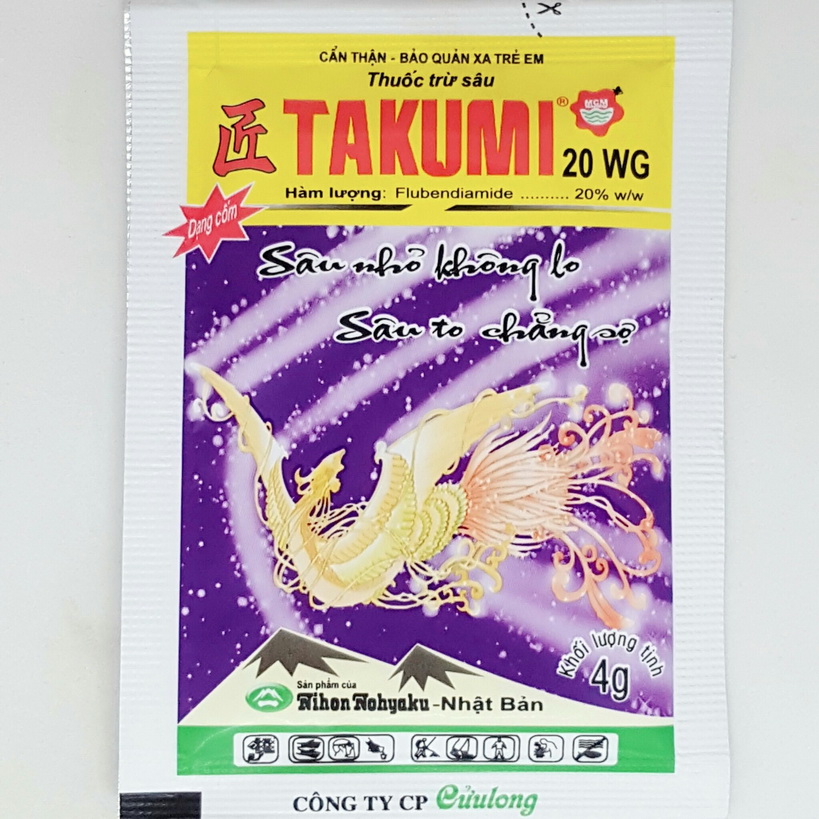 CẨN THẬN - BẢO QUẢN XA TRẺ EM
Thuốc trừ sâu
匠 TAKUMI® 20 WG
MGM
Hàm lượng: Flubendiamide .......... 20% w/w
Dạng cốm
Sâu nhỏ không lo
Sâu to chẳng sợ
Khối lượng tịnh
4g
Sản phẩm của
Nihon Nohyaku - Nhật Bản
CÔNG TY CP Cửulong